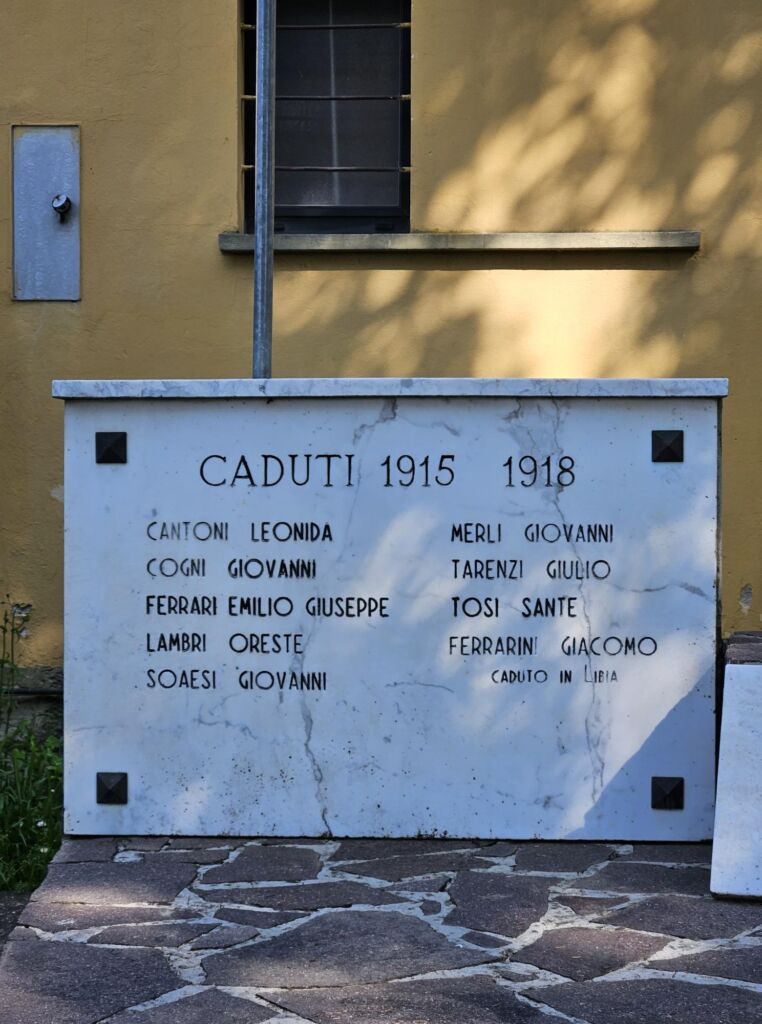 CADUTI 1915 1918
CANTONI LEONIDA
COGNI GIOVANNI
FERRARI EMILIO GIUSEPPE
LAMBRI ORESTE
SOAESI GIOVANNI
MERLI GIOVANNI
TARENZI GIULIO
TOSI SANTE
FERRARINI GIACOMO
CADUTO IN LIBIA